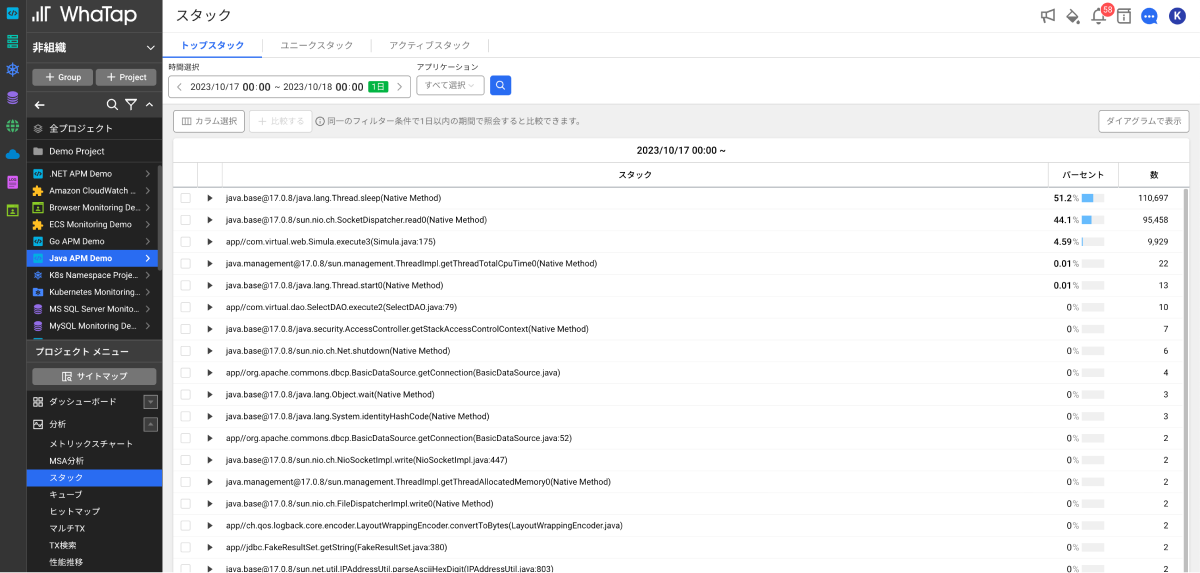 WhaTap
非組織
+ Group
+ Project
全プロジェクト
Demo Project
.NET APM Demo
Amazon CloudWatch ...
Browser Monitoring De...
ECS Monitoring Demo
Go APM Demo
Java APM Demo
K8s Namespace Proje...
Kubernetes Monitoring...
MS SQL Server Monito...
MySQL Monitoring De...
プロジェクト メニュー
サイトマップ
ダッシュボード
分析
メトリックスチャート
MSA分析
スタック
キューブ
ヒットマップ
マルチTX
TX検索
性能推移
スタック
58
K
トップスタック
ユニークスタック
アクティブスタック
時間選択
アプリケーション
2023/10/17 00:00 ~ 2023/10/18 00:00 1日
すべて選択
カラム選択
+ 比較する
同一のフィルター条件で1日以内の期間で照会すると比較できます。
ダイアグラムで表示
2023/10/17 00:00 ~
スタック パーセント 数
java.base@17.0.8/java.lang.Thread.sleep(Native Method) 51.2% 110,697
java.base@17.0.8/sun.nio.ch.SocketDispatcher.read0(Native Method) 44.1% 95,458
app//com.virtual.web.Simula.execute3(Simula.java:175) 4.59% 9,929
java.management@17.0.8/sun.management.ThreadImpl.getThreadTotalCpuTime0(Native Method) 0.01% 22
java.base@17.0.8/java.lang.Thread.start0(Native Method) 0.01% 13
app//com.virtual.dao.SelectDAO.execute2(SelectDAO.java:79) 0% 10
java.base@17.0.8/java.security.AccessController.getStackAccessControlContext(Native Method) 0% 7
java.base@17.0.8/sun.nio.ch.Net.shutdown(Native Method) 0% 6
app//org.apache.commons.dbcp.BasicDataSource.getConnection(BasicDataSource.java) 0% 4
java.base@17.0.8/java.lang.Object.wait(Native Method) 0% 3
java.base@17.0.8/java.lang.System.identityHashCode(Native Method) 0% 3
app//org.apache.commons.dbcp.BasicDataSource.getConnection(BasicDataSource.java:52) 0% 2
java.base@17.0.8/sun.nio.ch.NioSocketImpl.write(NioSocketImpl.java:447) 0% 2
java.management@17.0.8/sun.management.ThreadImpl.getThreadAllocatedMemory0(Native Method) 0% 2
java.base@17.0.8/sun.nio.ch.FileDispatcherImpl.write0(Native Method) 0% 2
app//ch.qos.logback.core.encoder.LayoutWrappingEncoder.convertToBytes(LayoutWrappingEncoder.java) 0% 2
app//jdbc.FakeResultSet.getString(FakeResultSet.java:380) 0% 2
java.base@17.0.8/sun.net.util.IPAddressUtil.parseAsciiHexDigit(IPAddressUtil.java:803) 0% 2